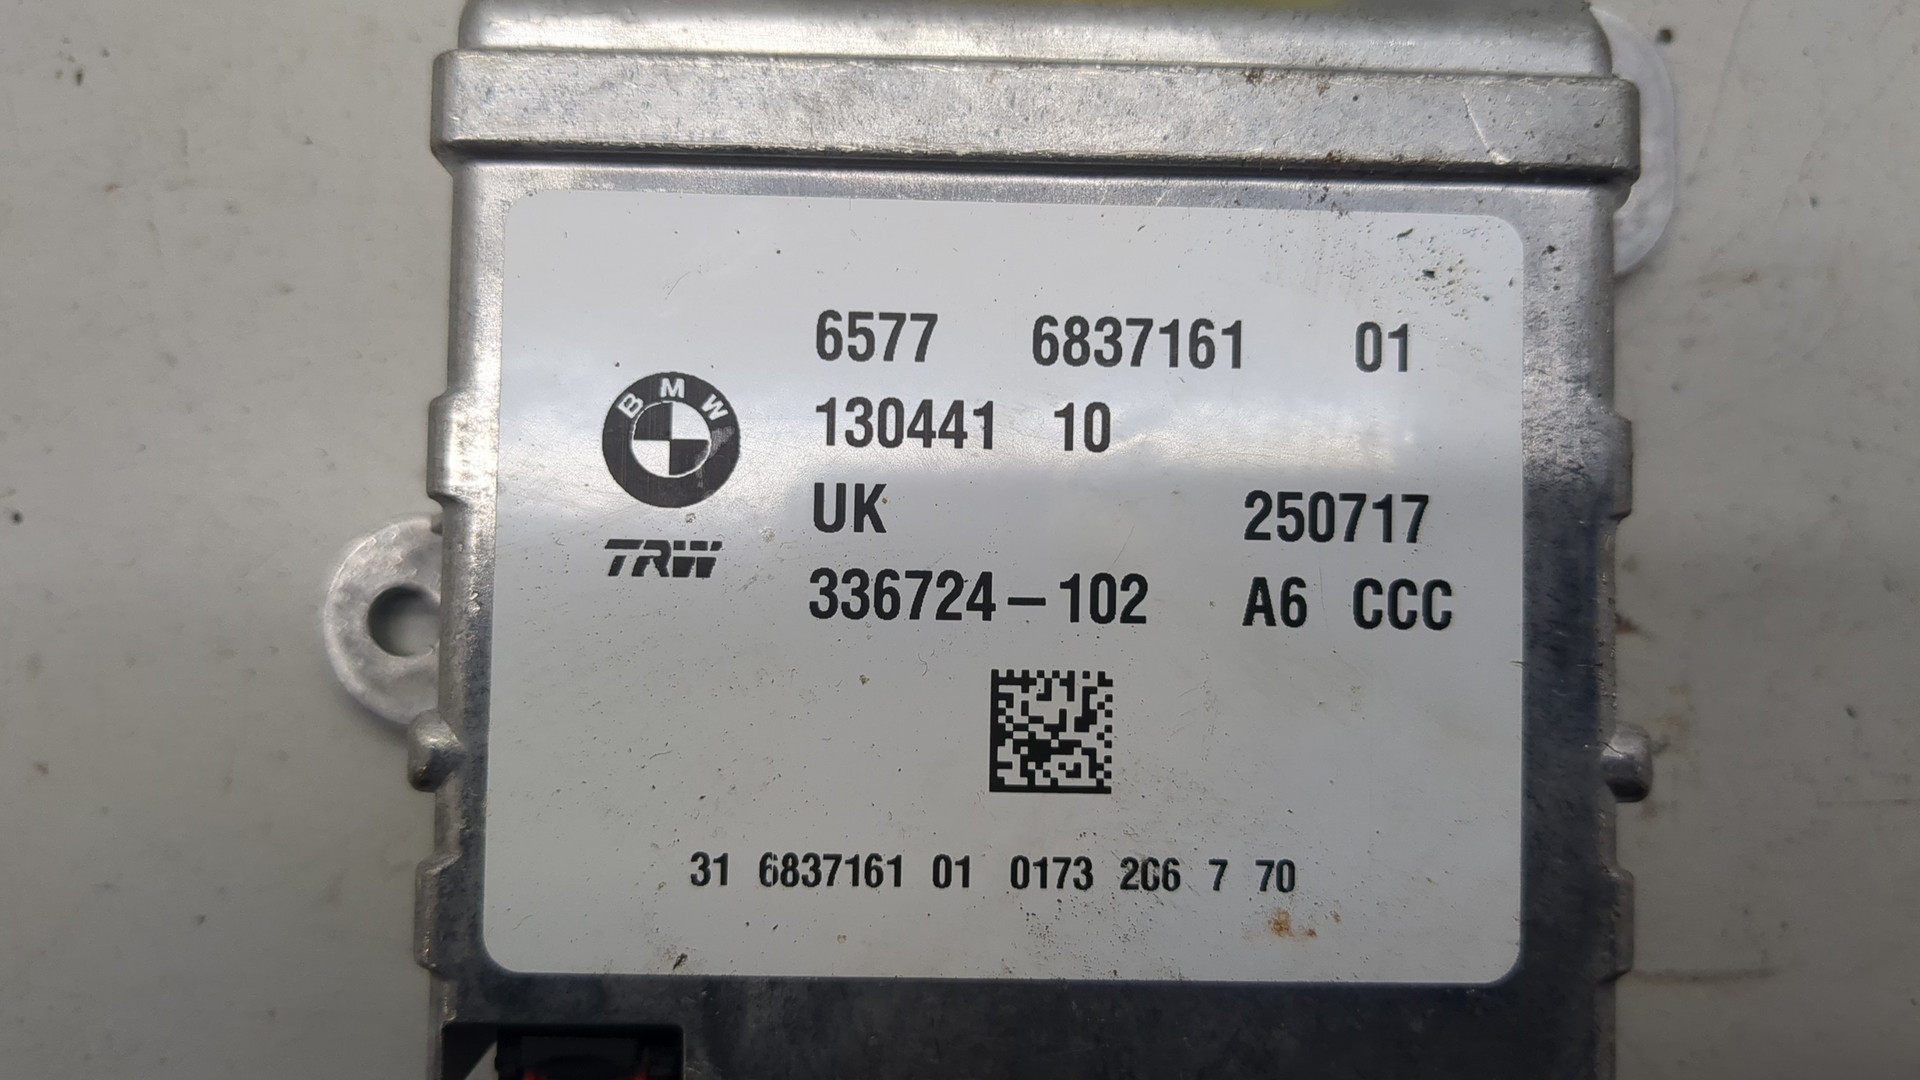 6577 6837161 01
BMW
130441 10
UK 250717
TRW
336724-102 A6 CCC
31 6837161 01 0173 206 7 70